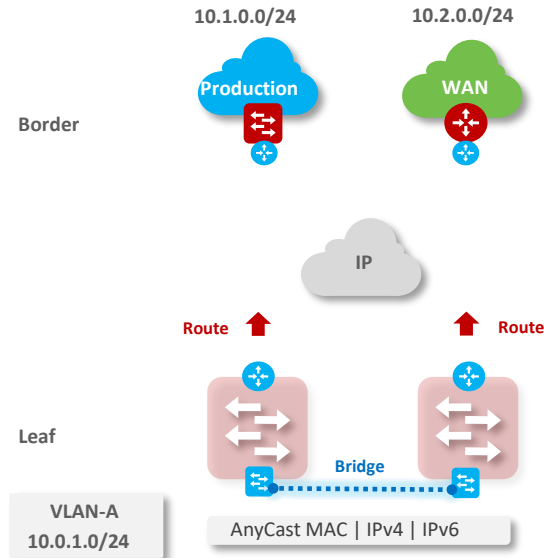 10.1.0.0/24
10.2.0.0/24
Production
WAN
Border
IP
Route
Route
Leaf
Bridge
VLAN-A
10.0.1.0/24
AnyCast MAC | IPv4 | IPv6